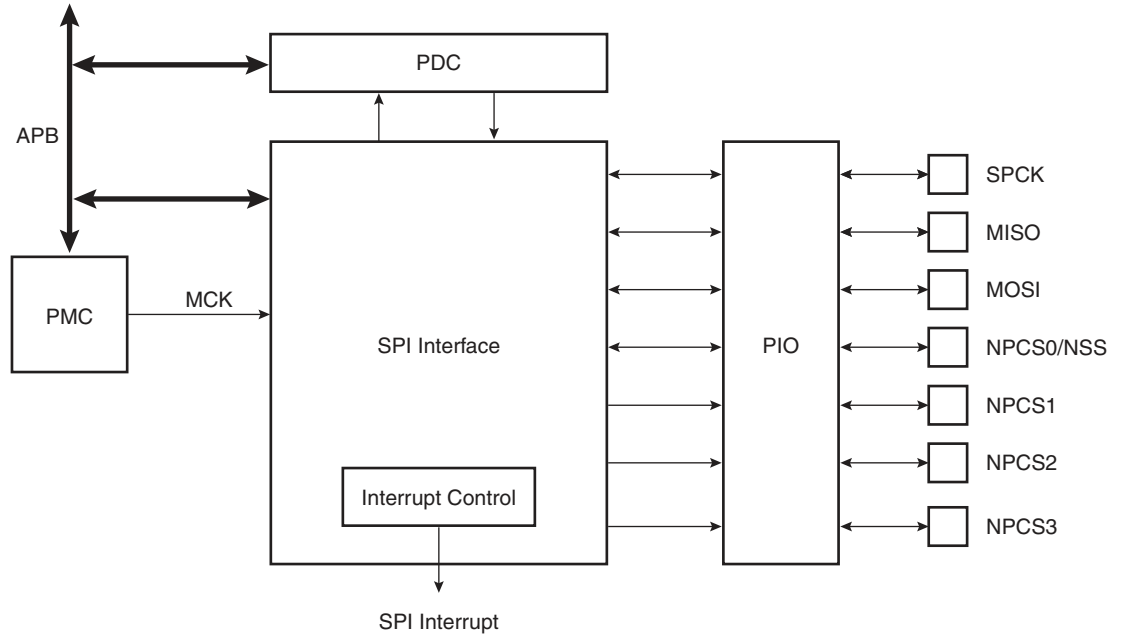 PDC
APB
SPCK
MISO
MCK
MOSI
PMC
SPI Interface
PIO
NPCS0/NSS
NPCS1
NPCS2
Interrupt Control
NPCS3
SPI Interrupt